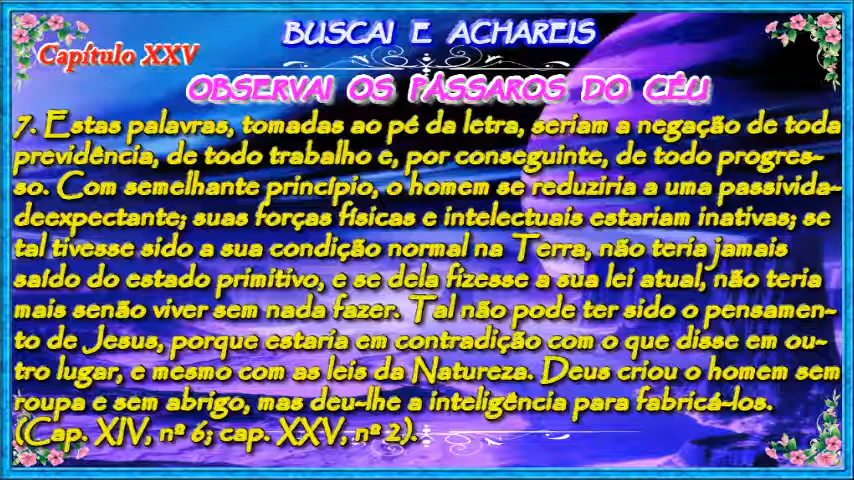 BUSCAI E ACHAREIS
Capítulo XXV
OBSERVAI OS PÁSSAROS DO CÉU
7. Estas palavras, tomadas ao pé da letra, seriam a negação de toda
previdência, de todo trabalho e, por conseguinte, de todo progres-
so. Com semelhante princípio, o homem se reduziria a uma passivida-
deexpectante; suas forças físicas e intelectuais estariam inativas; se
tal tivesse sido a sua condição normal na Terra, não teria jamais
saído do estado primitivo, e se dela fizesse a sua lei atual, não teria
mais senão viver sem nada fazer. Tal não pode ter sido o pensamen-
to de Jesus, porque estaria em contradição com o que disse em ou-
tro lugar, e mesmo com as leis da Natureza. Deus criou o homem sem
roupa e sem abrigo, mas deu-lhe a inteligência para fabricá-los.
(Cap. XIV, nº 6; cap. XXV, nº 2).